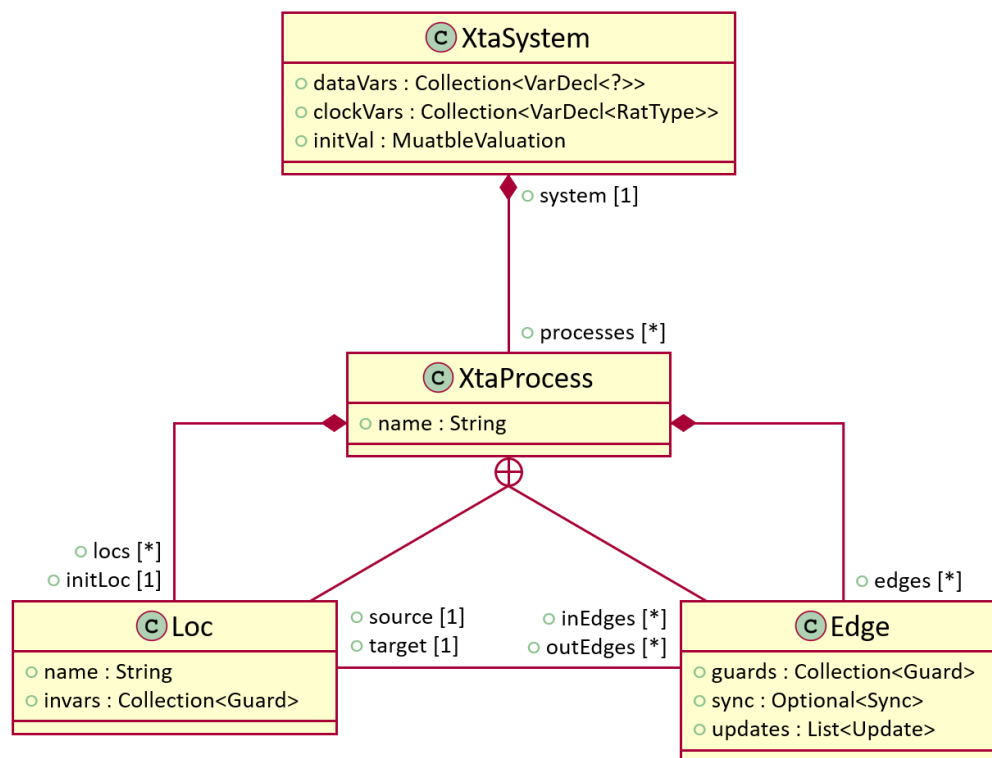 C XtaSystem
dataVars : Collection<VarDecl<?>>
clockVars : Collection<VarDecl<RatType>>
initVal : MuatbleValuation
system [1]
processes [*]
C XtaProcess
name : String
locs [*]
initLoc [1]
edges [*]
source [1]
target [1]
inEdges [*]
outEdges [*]
C Loc
name : String
invars : Collection<Guard>
C Edge
guards : Collection<Guard>
sync : Optional<Sync>
updates : List<Update>